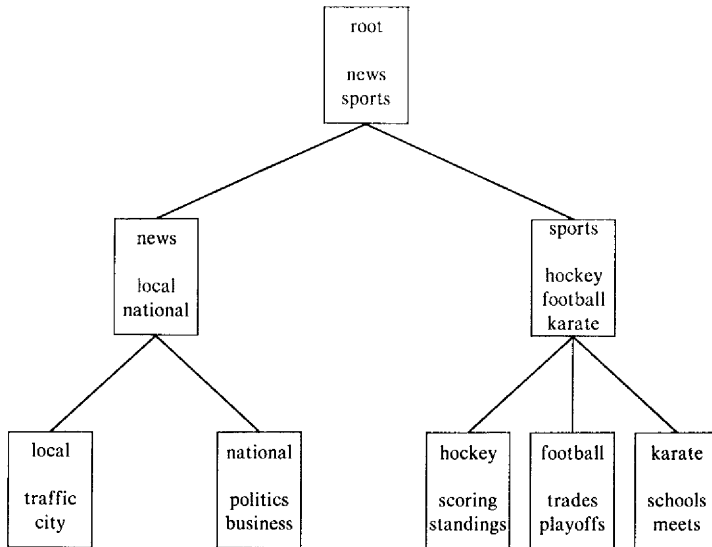 root
news
sports
news
local
national
sports
hockey
football
karate
local
traffic
city
national
politics
business
hockey
scoring
standings
football
trades
playoffs
karate
schools
meets